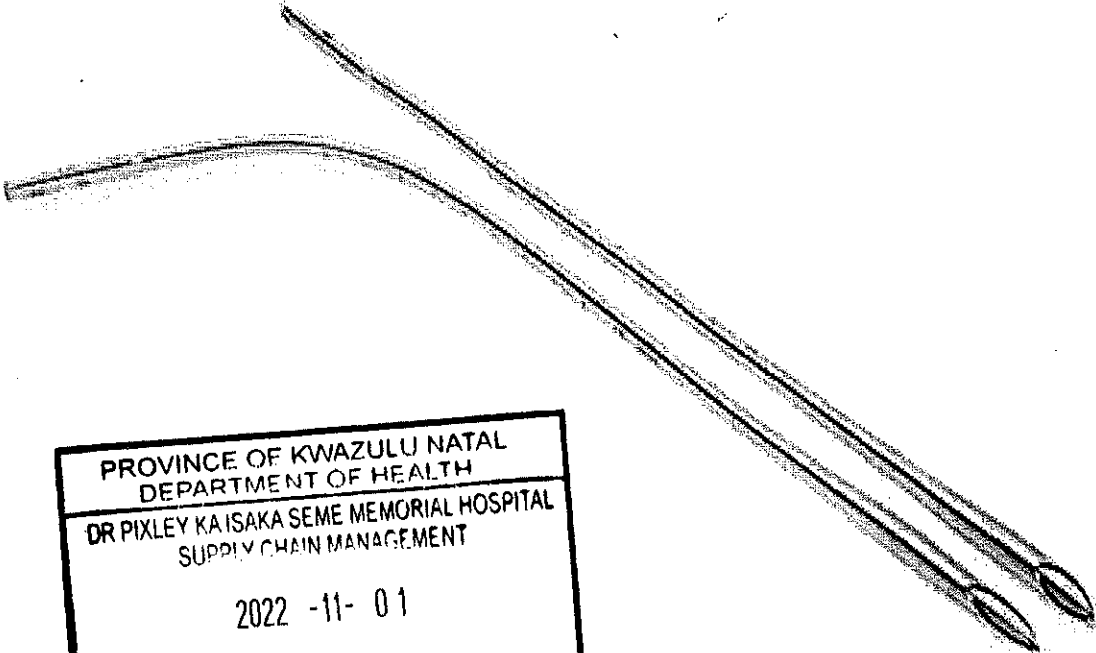 PROVINCE OF KWAZULU NATAL
DEPARTMENT OF HEALTH
DR PIXLEY KA ISAKA SEME MEMORIAL HOSPITAL
SUPPLY CHAIN MANAGEMENT
2022 -11- 01